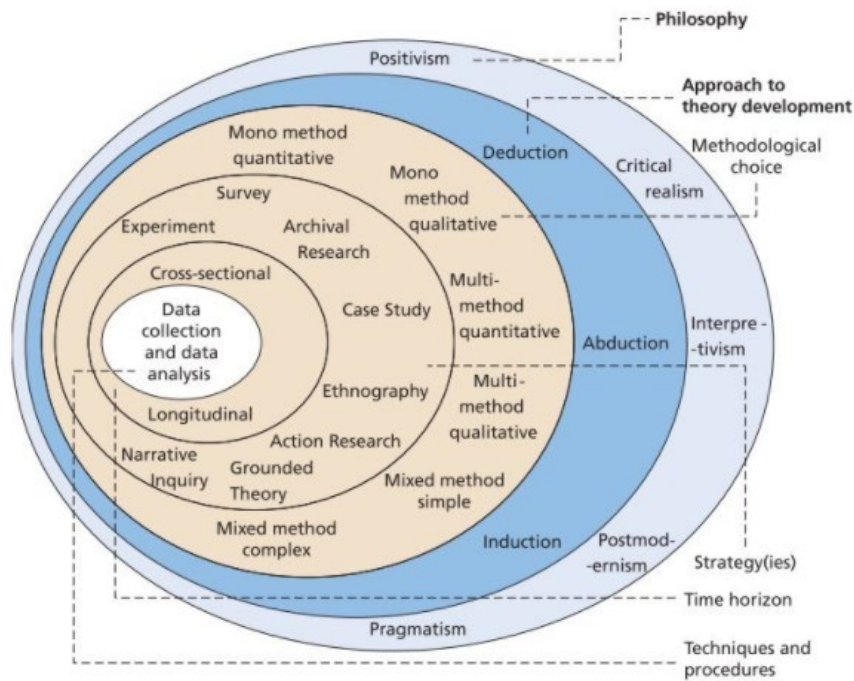 Philosophy
Positivism
Approach to
theory development
Mono method
quantitative
Deduction
Methodological
choice
Critical
realism
Mono
method
qualitative
Survey
Experiment
Archival
Research
Cross-sectional
Data
collection
and data
analysis
Case Study
Multi-
method
quantitative
Abduction
Interpre-
-tivism
Ethnography
Multi-
method
qualitative
Longitudinal
Action Research
Narrative
Inquiry
Grounded
Theory
Mixed method
simple
Mixed method
complex
Induction
Postmod-
-ernism
Strategy(ies)
Time horizon
Pragmatism
Techniques and
procedures